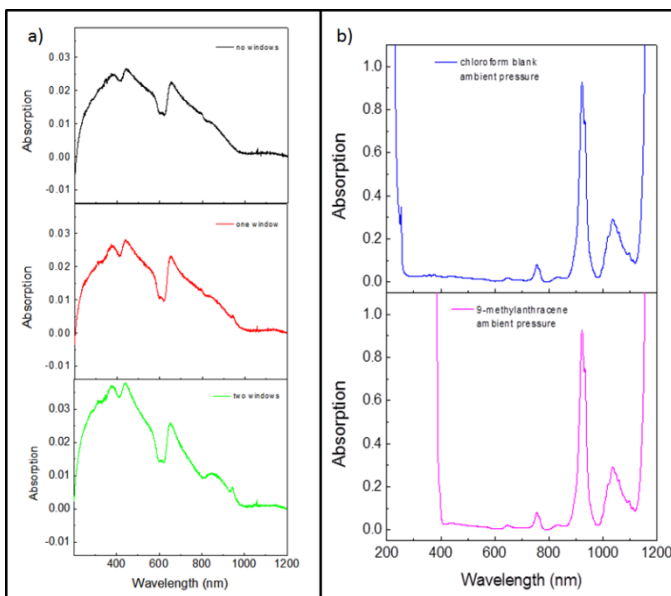 a)
no windows
0.03
0.02
0.01
0.00
-0.01
Absorption
one window
0.03
0.02
0.01
0.00
-0.01
Absorption
two windows
0.03
0.02
0.01
0.00
-0.01
Absorption
400 600 800 1000 1200
Wavelength (nm)
b)
chloroform blank
ambient pressure
1.0
0.8
0.6
0.4
0.2
0.0
Absorption
9-methylanthracene
ambient pressure
1.0
0.8
0.6
0.4
0.2
0.0
Absorption
200 400 600 800 1000 1200
Wavelength (nm)